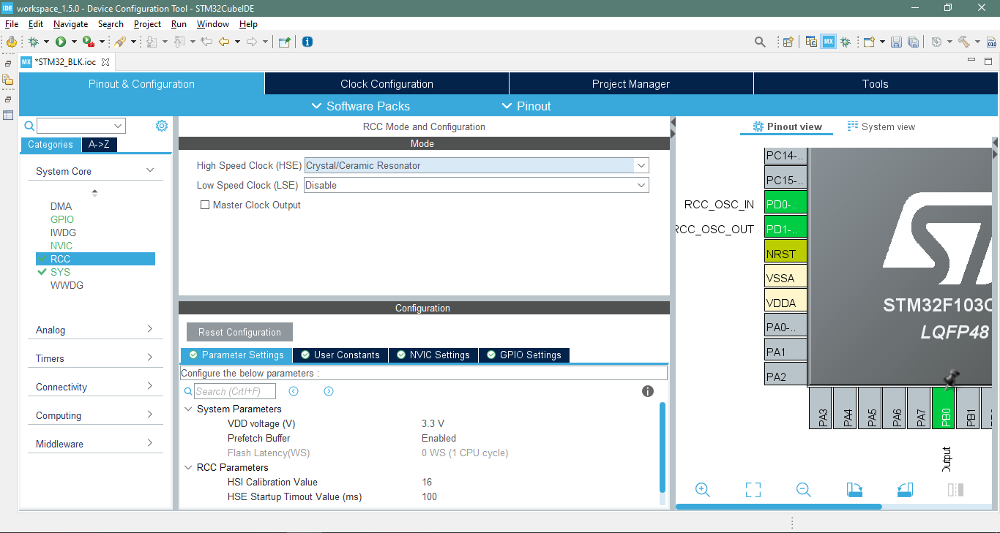 IDE workspace_1.5.0 - Device Configuration Tool - STM32CubeIDE
File Edit Navigate Search Project Run Window Help
MX
MX *STM32_BLK.ioc
Pinout & Configuration Clock Configuration Project Manager Tools
Software Packs Pinout
Categories A->Z
System Core
DMA
GPIO
IWDG
NVIC
RCC
SYS
WWDG
Analog
Timers
Connectivity
Computing
Middleware
RCC Mode and Configuration
Mode
High Speed Clock (HSE) Crystal/Ceramic Resonator
Low Speed Clock (LSE) Disable
Master Clock Output
Configuration
Reset Configuration
Parameter Settings User Constants NVIC Settings GPIO Settings
Configure the below parameters :
Search (Crtl+F)
System Parameters
VDD voltage (V) 3.3 V
Prefetch Buffer Enabled
Flash Latency(WS) 0 WS (1 CPU cycle)
RCC Parameters
HSI Calibration Value 16
HSE Startup Timout Value (ms) 100
Pinout view System view
PC14-..
PC15-..
RCC_OSC_IN PD0-..
RCC_OSC_OUT PD1-..
NRST
VSSA
VDDA
PA0-..
PA1
PA2
STM32F103C
LQFP48
PA3 PA4 PA5 PA6 PA7 PB0 PB1
Output